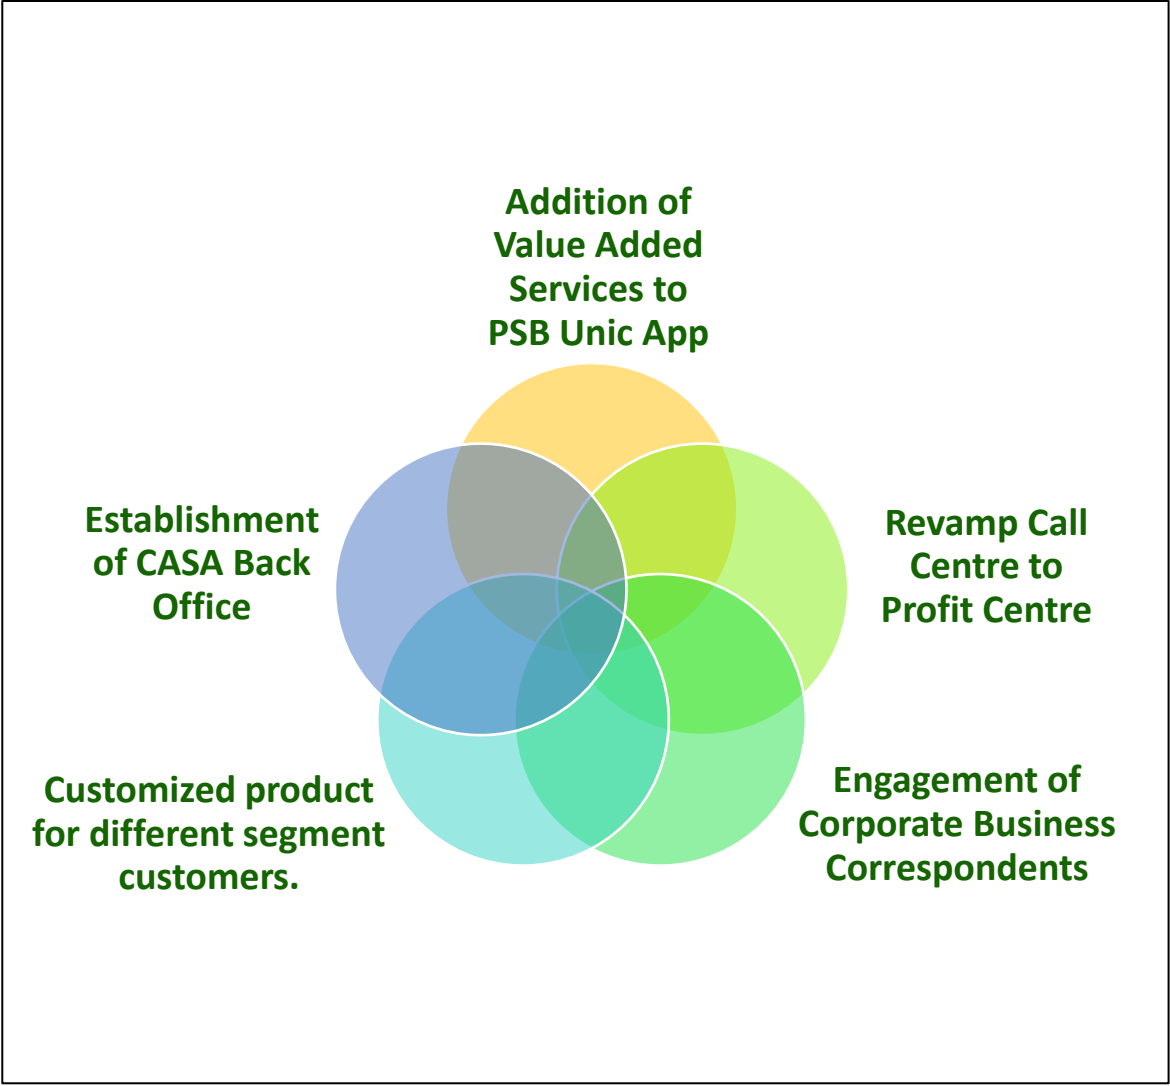 Addition of
Value Added
Services to
PSB Unic App
Revamp Call
Centre to
Profit Centre
Engagement of
Corporate Business
Correspondents
Customized product
for different segment
customers.
Establishment
of CASA Back
Office